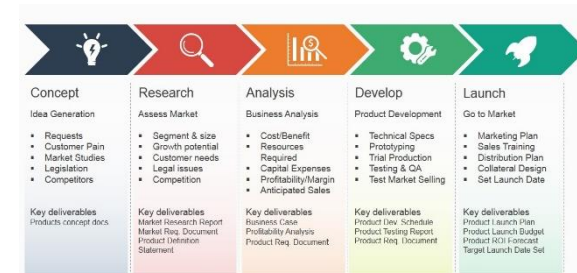 Concept
Idea Generation
Requests
Customer Pain
Market Studies
Legislation
Competitors
Key deliverables
Products concept docs.
Research
Assess Market
Segment & size
Growth potential
Customer needs
Legal issues
Competition
Key deliverables
Market Research Report
Market Req. Document
Product Definition
Statement
Analysis
Business Analysis
Cost/Benefit
Resources
Required
Capital Expenses
Profitability/Margin
Anticipated Sales
Key deliverables
Business Case
Profitability Analysis
Product Req. Document
Develop
Product Development
Technical Specs
Prototyping
Trial Production
Testing & QA
Test Market Selling
Key deliverables
Product Dev. Schedule
Product Testing Report
Product Req. Document
Launch
Go to Market
Marketing Plan
Sales Training
Distribution Plan
Collateral Design
Set Launch Date
Key deliverables
Product Launch Plan
Product Launch Budget
Product ROI Forecast
Target Launch Date Set